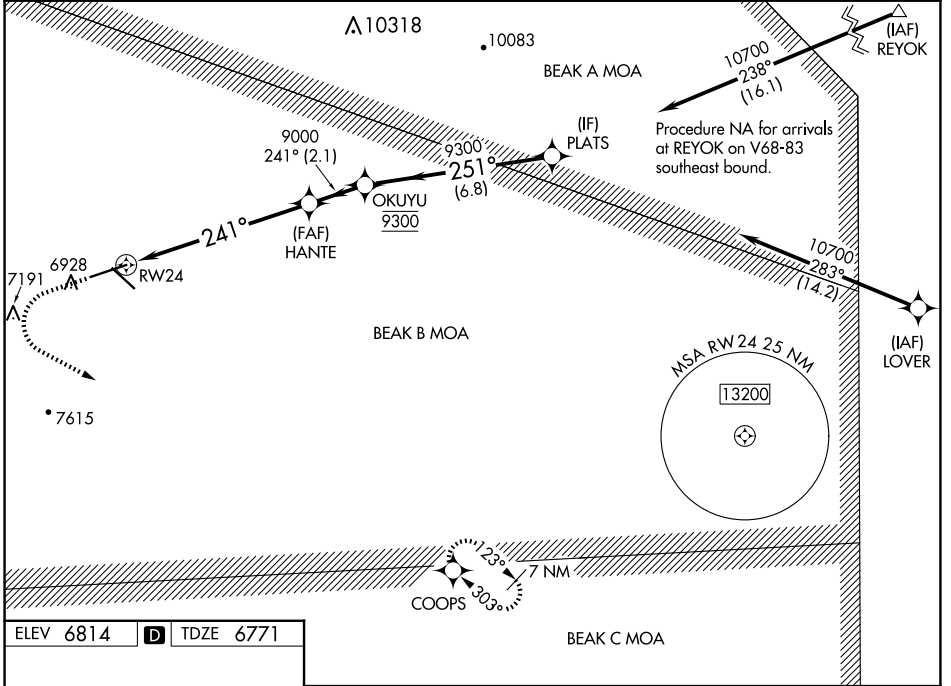 10318
10083
BEAK A MOA
10700
238°
(16.1)
(IAF)
REYOK
Procedure NA for arrivals
at REYOK on V68-83
southeast bound.
(IF)
PLATS
9300
251°
(6.8)
9000
241° (2.1)
OKUYU
9300
(FAF)
HANTE
241°
RW24
6928
7191
7615
10700
283°
(14.2)
(IAF)
LOVER
BEAK B MOA
MSA RW24 25 NM
13200
123°
7 NM
303°
COOPS
BEAK C MOA
ELEV 6814 D TDZE 6771